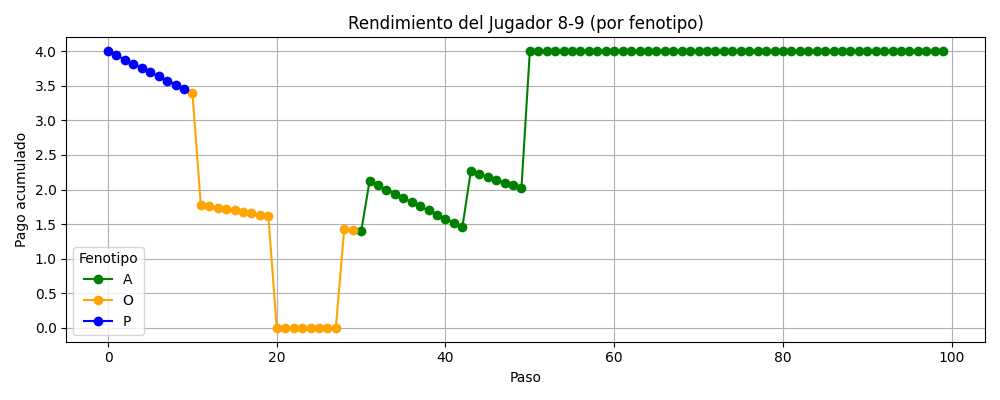 Rendimiento del Jugador 8-9 (por fenotipo)
Pago acumulado
4.0
3.5
3.0
2.5
2.0
1.5
1.0
0.5
0.0
Fenotipo
A
O
P
0 20 40 60 80 100
Paso